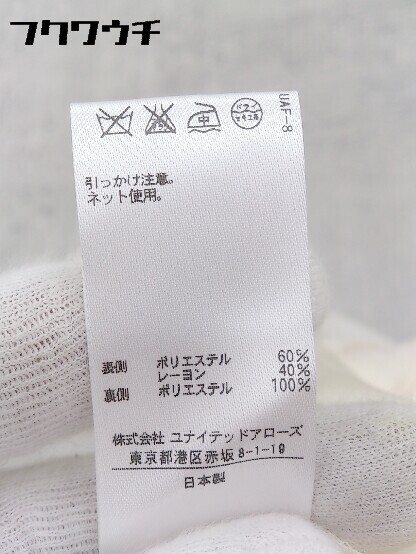 フクワウチ
UAF-8
中
引っかけ注意。
ネット使用。
表側 ポリエステル 60%
レーヨン 40%
裏側 ポリエステル 100%
株式会社 ユナイテッドアローズ
東京都港区赤坂8-1-19
日本製